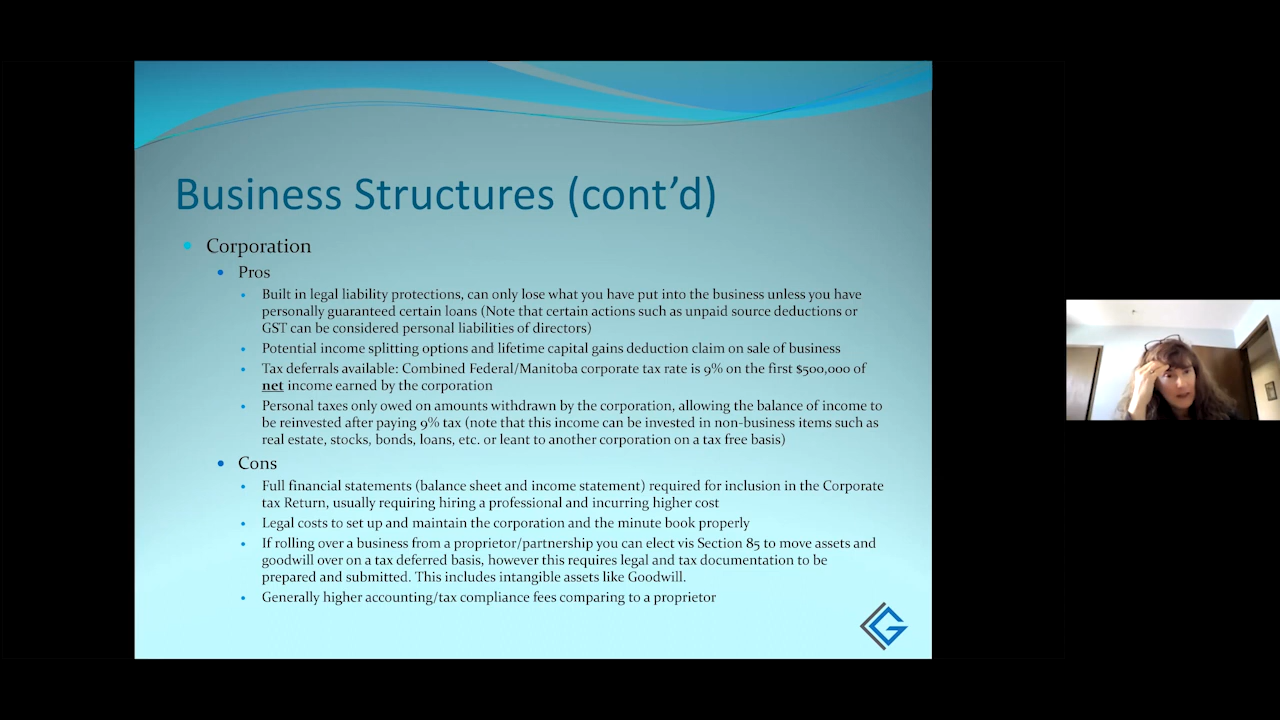 Business Structures (cont’d)
Corporation
Pros
Built in legal liability protections, can only lose what you have put into the business unless you have
personally guaranteed certain loans (Note that certain actions such as unpaid source deductions or
GST can be considered personal liabilities of directors)
Potential income splitting options and lifetime capital gains deduction claim on sale of business
Tax deferrals available: Combined Federal/Manitoba corporate tax rate is 9% on the first $500,000 of
net income earned by the corporation
Personal taxes only owed on amounts withdrawn by the corporation, allowing the balance of income to
be reinvested after paying 9% tax (note that this income can be invested in non-business items such as
real estate, stocks, bonds, loans, etc. or leant to another corporation on a tax free basis)
Cons
Full financial statements (balance sheet and income statement) required for inclusion in the Corporate
tax Return, usually requiring hiring a professional and incurring higher cost
Legal costs to set up and maintain the corporation and the minute book properly
If rolling over a business from a proprietor/partnership you can elect vis Section 85 to move assets and
goodwill over on a tax deferred basis, however this requires legal and tax documentation to be
prepared and submitted. This includes intangible assets like Goodwill.
Generally higher accounting/tax compliance fees comparing to a proprietor